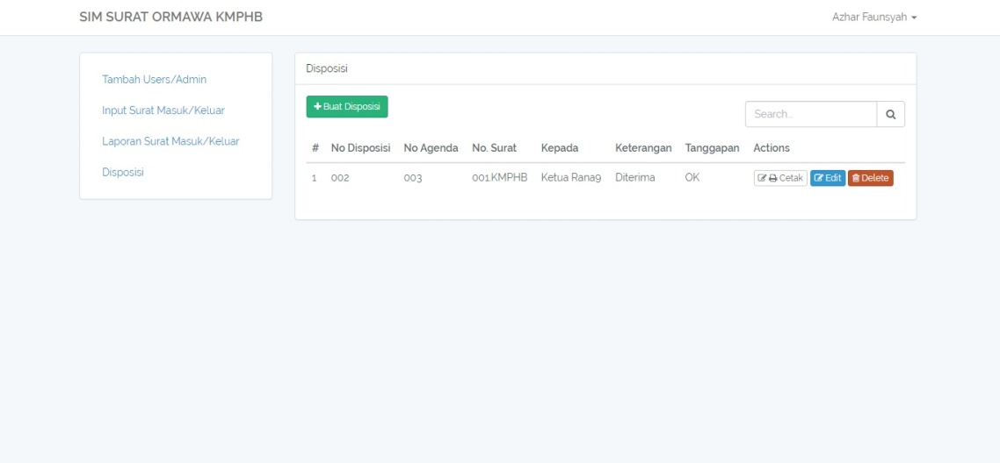 SIM SURAT ORMAWA KMPHB
Azhar Faunsyah
Tambah Users/Admin
Input Surat Masuk/Keluar
Laporan Surat Masuk/Keluar
Disposisi
Disposisi
Buat Disposisi
Search...
# No Disposisi No Agenda No. Surat Kepada Keterangan Tanggapan Actions
1 002 003 001.KMPHB Ketua Rana9 Diterima OK Cetak Edit Delete